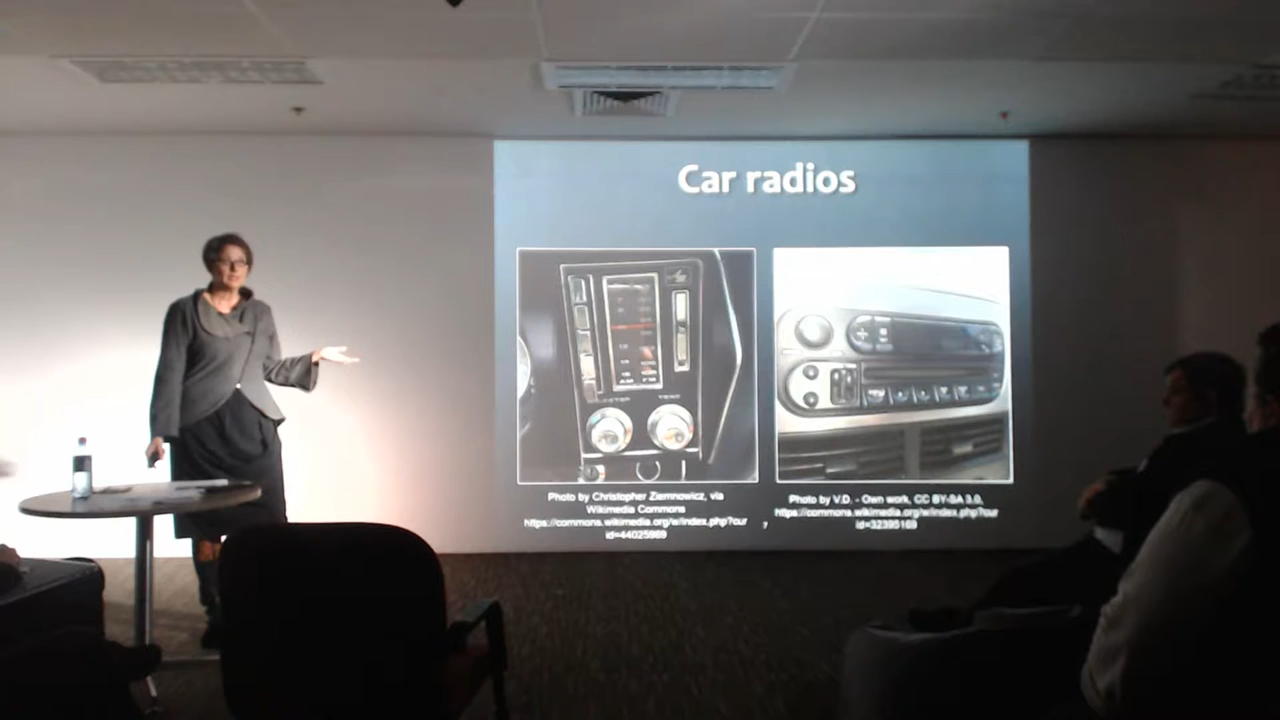 Car radios
Photo by Christopher Ziemnowicz, via
Wikimedia Commons
https://commons.wikimedia.org/w/index.php?cur
id=44025989
,
Photo by V.D. - Own work, CC BY-SA 3.0,
https://commons.wikimedia.org/w/index.php?cur
id=32395169